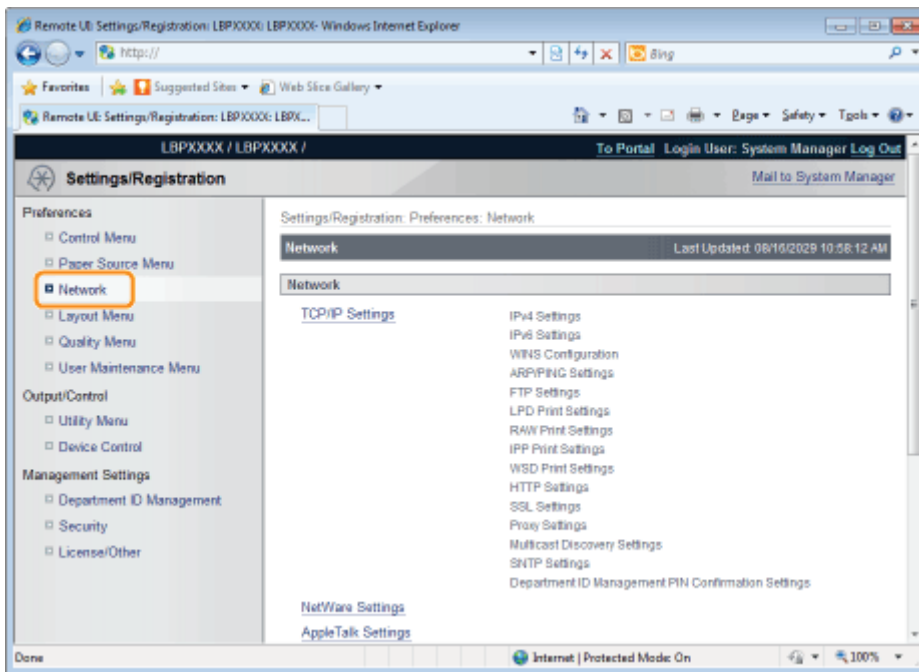 Remote UI: Settings/Registration: LBPXXXX: LBPXXXX- Windows Internet Explorer
http://
Bing
Favorites Suggested Sites Web Slice Gallery
Remote UI: Settings/Registration: LBPXXXX: LBPX... Page Safety Tools
LBPXXXX / LBPXXXX / To Portal Login User: System Manager Log Out
Settings/Registration Mail to System Manager
Preferences
Control Menu
Paper Source Menu
Network
Layout Menu
Quality Menu
User Maintenance Menu
Output/Control
Utility Menu
Device Control
Management Settings
Department ID Management
Security
License/Other
Settings/Registration: Preferences: Network
Network Last Updated: 08/16/2029 10:58:12 AM
Network
TCP/IP Settings
IPv4 Settings
IPv6 Settings
WINS Configuration
ARP/PING Settings
FTP Settings
LPD Print Settings
RAW Print Settings
IPP Print Settings
WSD Print Settings
HTTP Settings
SSL Settings
Proxy Settings
Multicast Discovery Settings
SNTP Settings
Department ID Management PIN Confirmation Settings
NetWare Settings
AppleTalk Settings
Done Internet | Protected Mode: On 100%